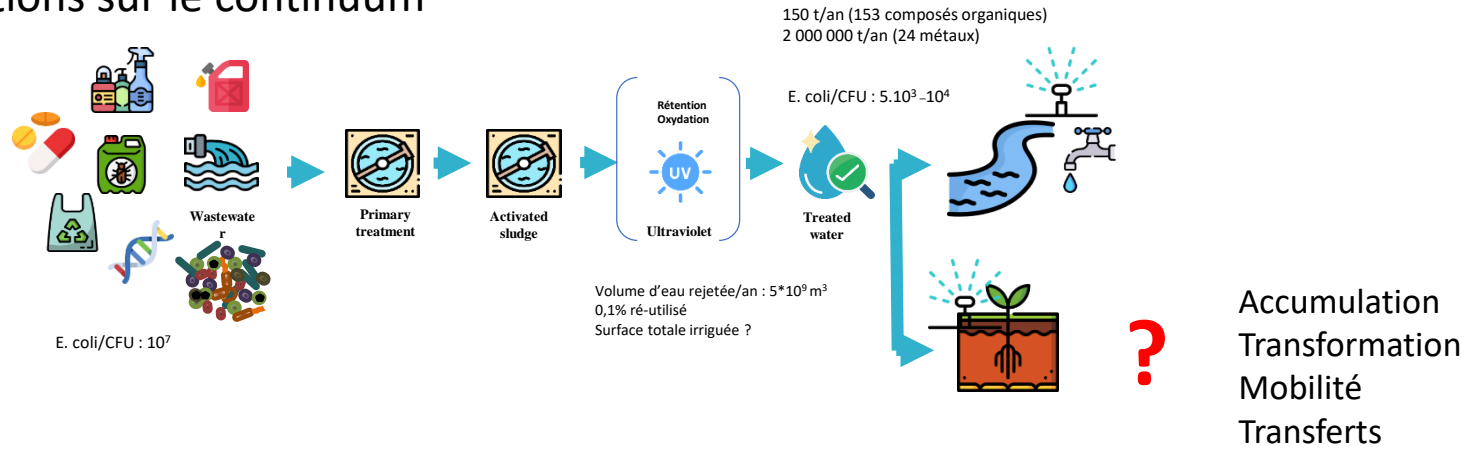 tions sur le continuum
150 t/an (153 composés organiques)
2 000 000 t/an (24 métaux)
E. coli/CFU : 5.10³ – 10⁴
Rétention
Oxydation
UV
Wastewate
r
Primary
treatment
Activated
sludge
Ultraviolet
Treated
water
E. coli/CFU : 10⁷
Volume d'eau rejetée/an : 5*10⁹ m³
0,1% ré-utilisé
Surface totale irriguée ?
?
Accumulation
Transformation
Mobilité
Transferts